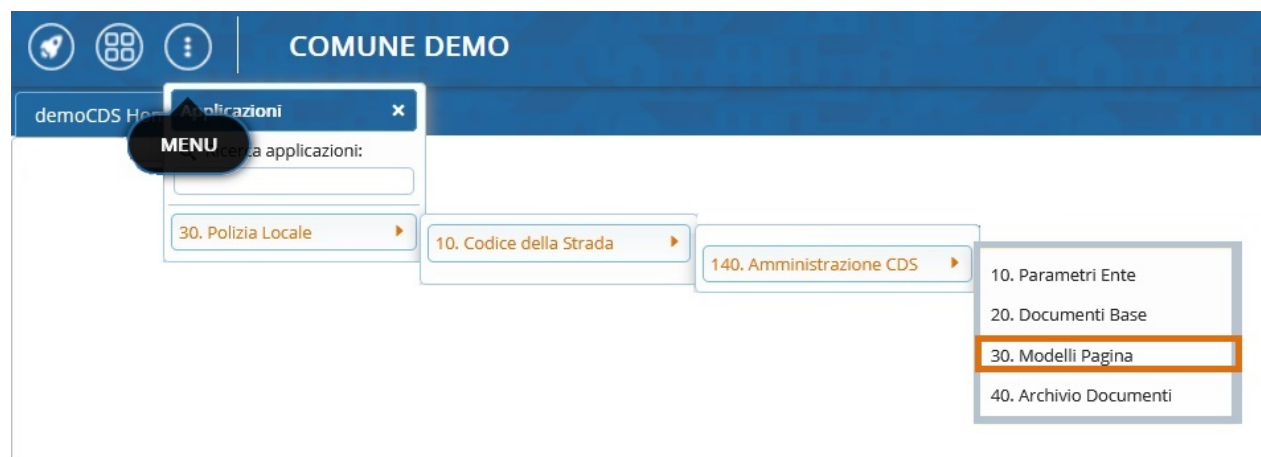 COMUNE DEMO
demoCDS Ho
Applicazioni ×
MENU
Ricerca applicazioni:
30. Polizia Locale
10. Codice della Strada
140. Amministrazione CDS
10. Parametri Ente
20. Documenti Base
30. Modelli Pagina
40. Archivio Documenti